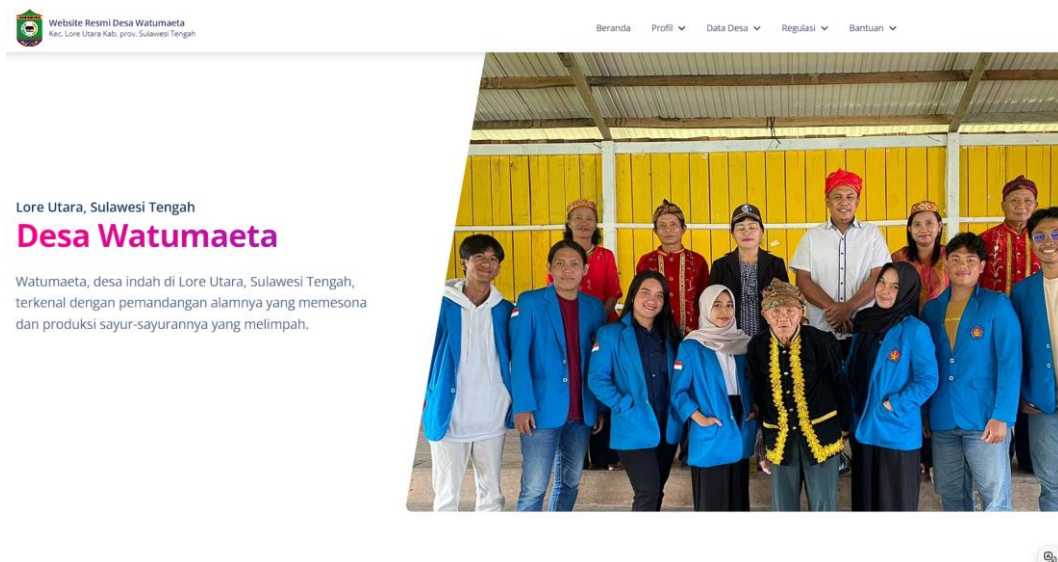 Website Resmi Desa Watumaeta
Kec. Lore Utara Kab. prov. Sulawesi Tengah
Beranda Profil Data Desa Regulasi Bantuan
Lore Utara, Sulawesi Tengah
Desa Watumaeta
Watumaeta, desa indah di Lore Utara, Sulawesi Tengah,
terkenal dengan pemandangan alamnya yang memesona
dan produksi sayur-sayurannya yang melimpah.